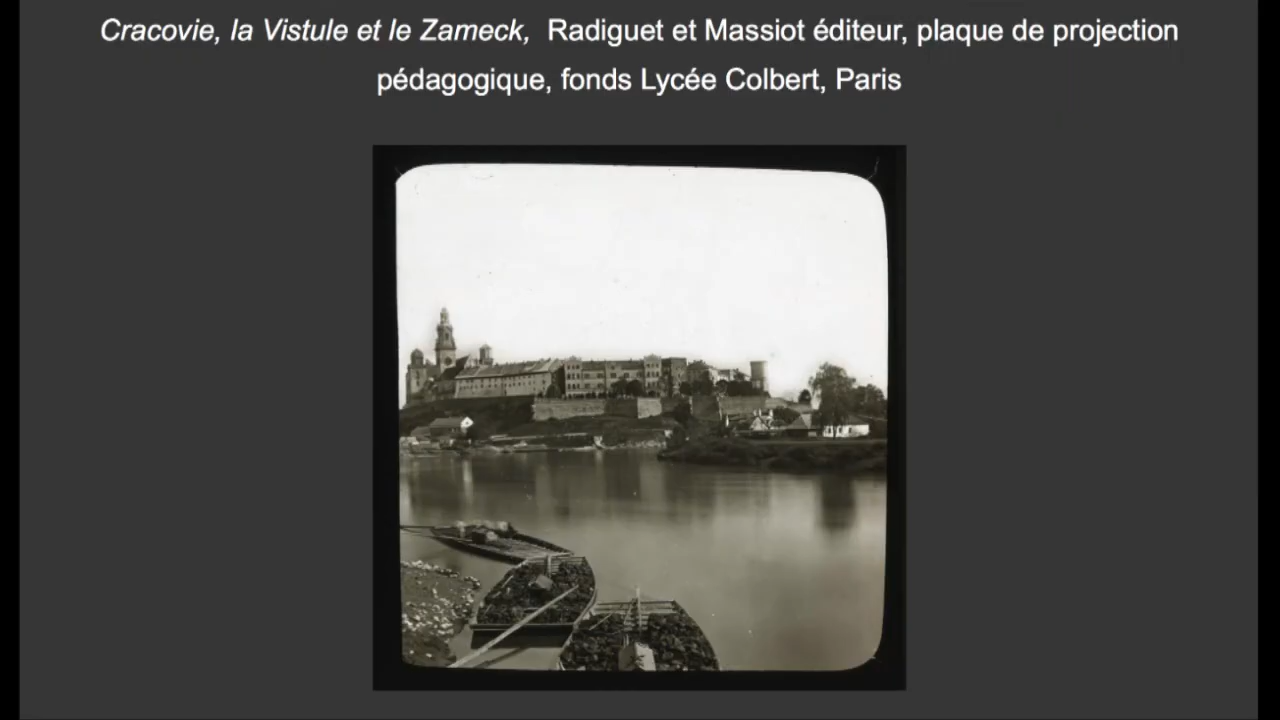 Cracovie, la Vistule et le Zameck, Radiguet et Massiot éditeur, plaque de projection
pédagogique, fonds Lycée Colbert, Paris